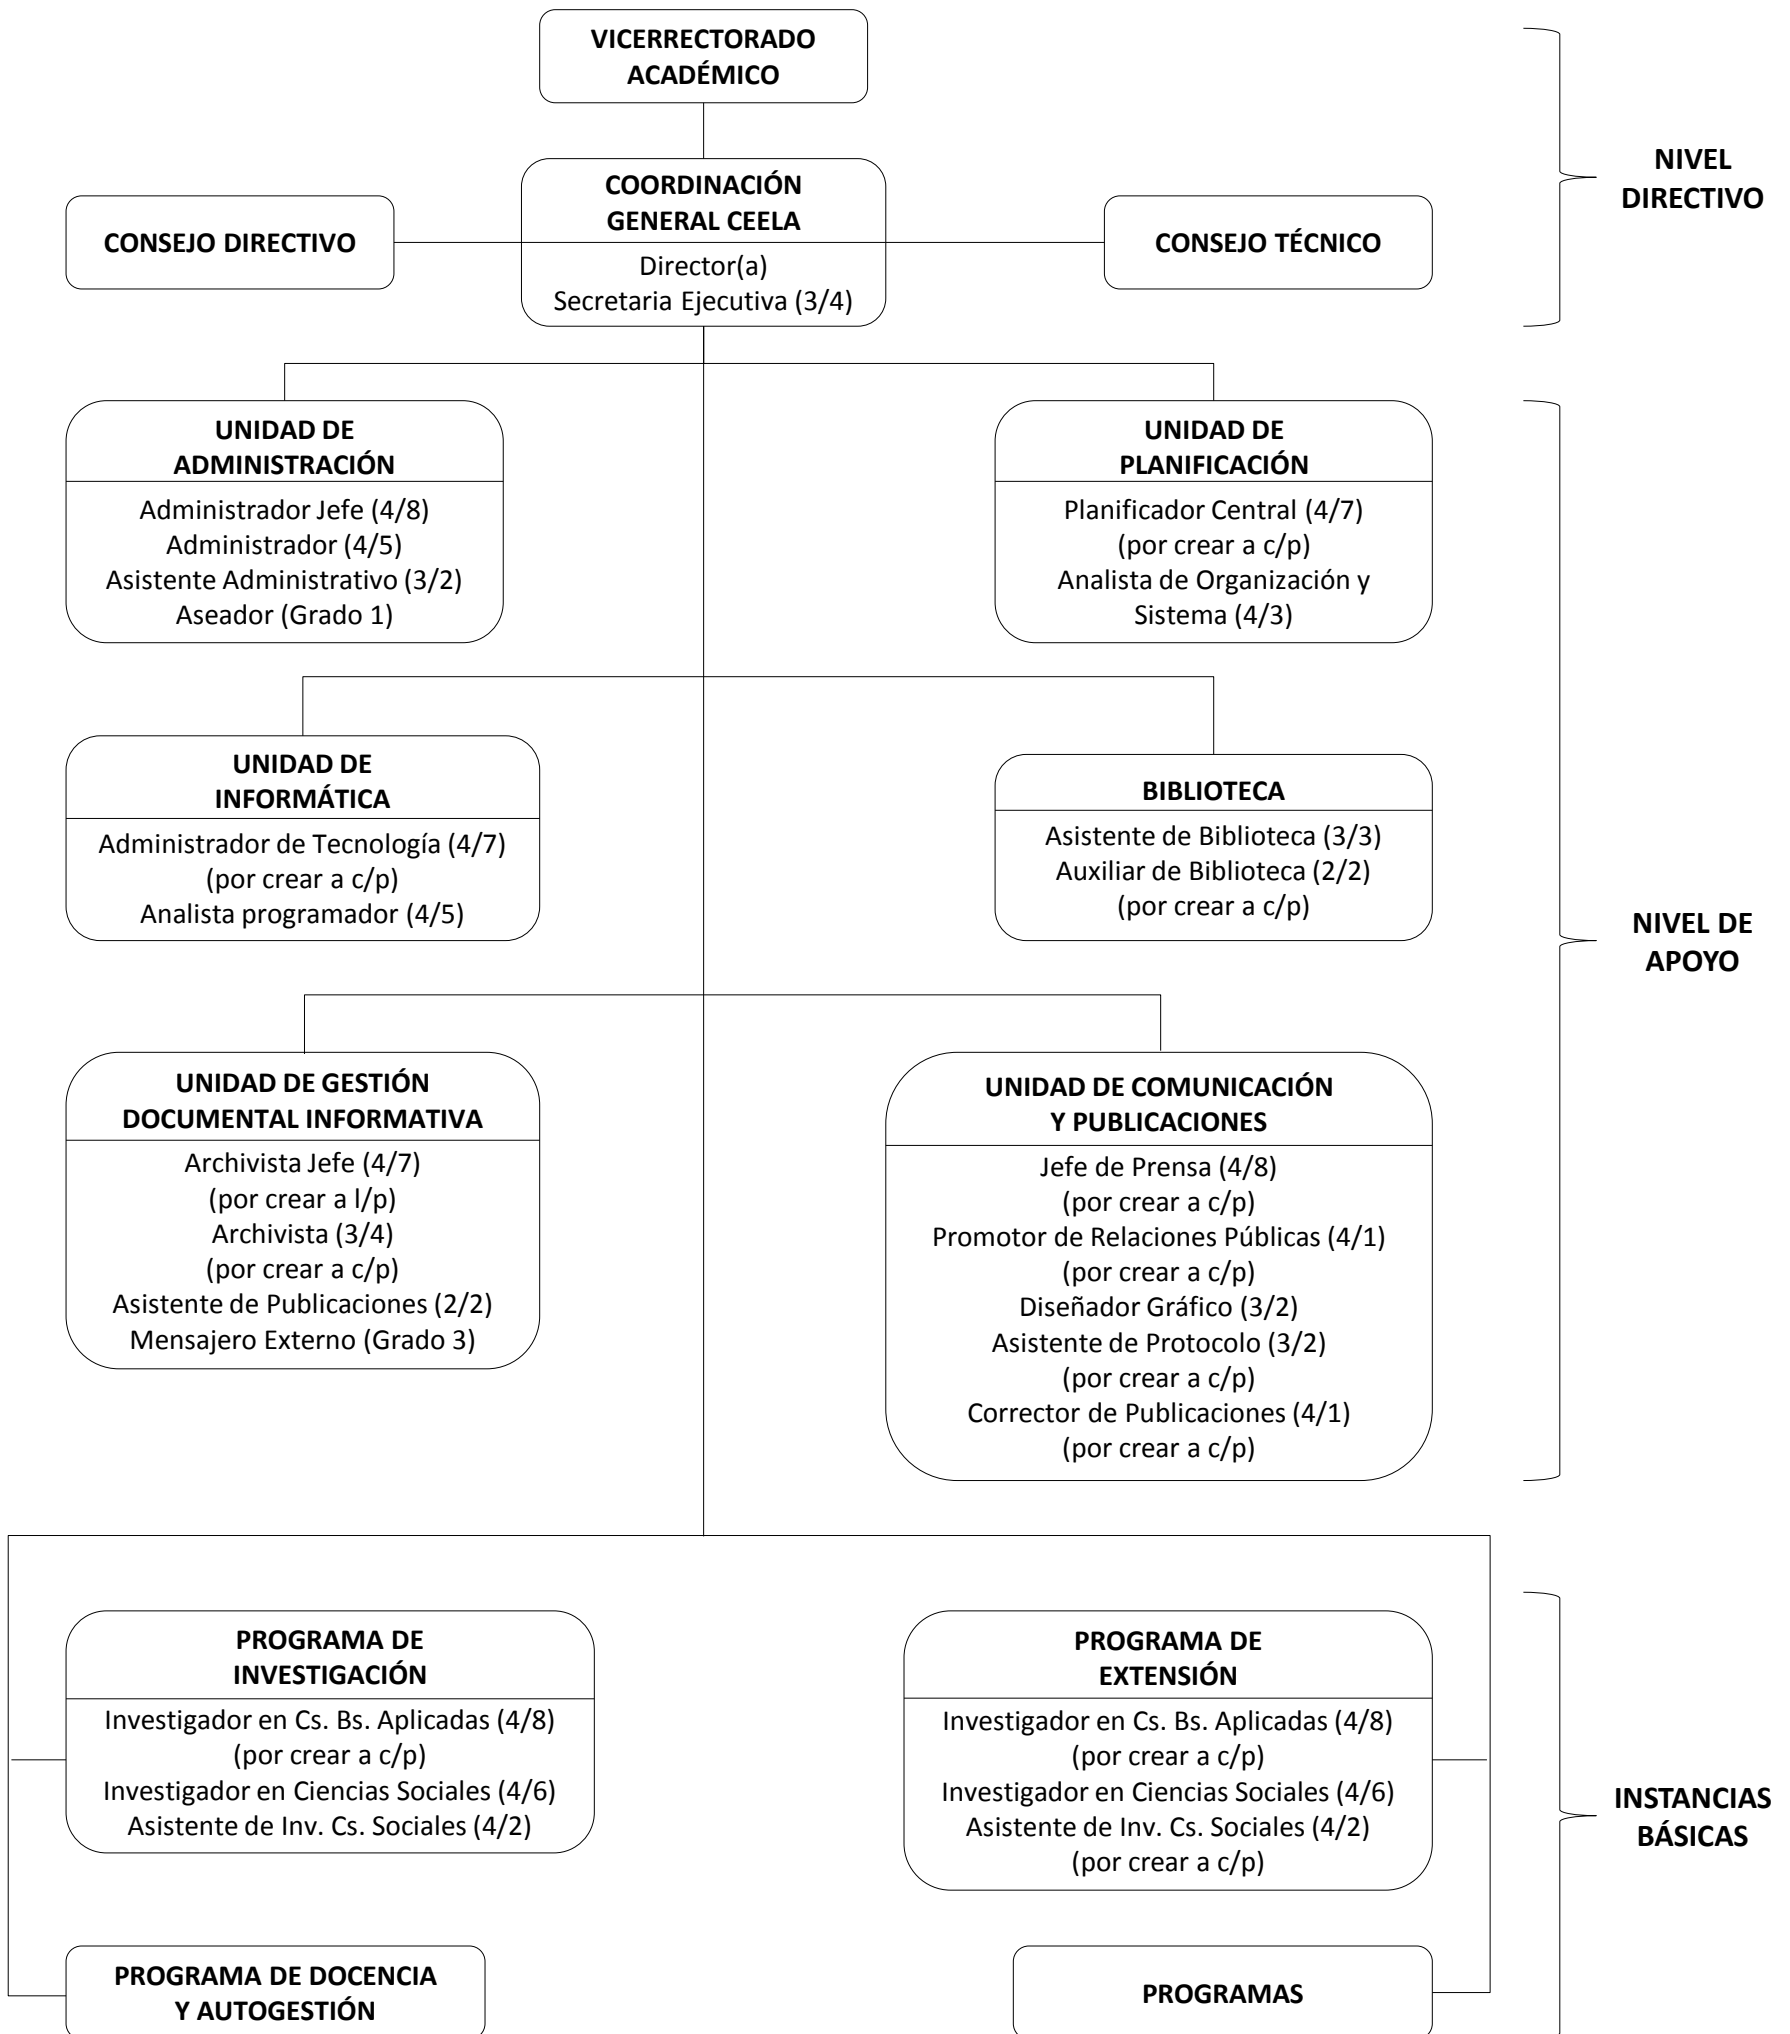 VICERRECTORADO
ACADÉMICO
COORDINACIÓN
GENERAL CEELA
Director(a)
Secretaria Ejecutiva (3/4)
CONSEJO DIRECTIVO
CONSEJO TÉCNICO
NIVEL
DIRECTIVO
UNIDAD DE
ADMINISTRACIÓN
Administrador Jefe (4/8)
Administrador (4/5)
Asistente Administrativo (3/2)
Aseador (Grado 1)
UNIDAD DE
PLANIFICACIÓN
Planificador Central (4/7)
(por crear a c/p)
Analista de Organización y
Sistema (4/3)
UNIDAD DE
INFORMÁTICA
Administrador de Tecnología (4/7)
(por crear a c/p)
Analista programador (4/5)
BIBLIOTECA
Asistente de Biblioteca (3/3)
Auxiliar de Biblioteca (2/2)
(por crear a c/p)
NIVEL DE
APOYO
UNIDAD DE GESTIÓN
DOCUMENTAL INFORMATIVA
Archivista Jefe (4/7)
(por crear a l/p)
Archivista (3/4)
(por crear a c/p)
Asistente de Publicaciones (2/2)
Mensajero Externo (Grado 3)
UNIDAD DE COMUNICACIÓN
Y PUBLICACIONES
Jefe de Prensa (4/8)
(por crear a c/p)
Promotor de Relaciones Públicas (4/1)
(por crear a c/p)
Diseñador Gráfico (3/2)
Asistente de Protocolo (3/2)
(por crear a c/p)
Corrector de Publicaciones (4/1)
(por crear a c/p)
PROGRAMA DE
INVESTIGACIÓN
Investigador en Cs. Bs. Aplicadas (4/8)
(por crear a c/p)
Investigador en Ciencias Sociales (4/6)
Asistente de Inv. Cs. Sociales (4/2)
PROGRAMA DE
EXTENSIÓN
Investigador en Cs. Bs. Aplicadas (4/8)
(por crear a c/p)
Investigador en Ciencias Sociales (4/6)
Asistente de Inv. Cs. Sociales (4/2)
(por crear a c/p)
INSTANCIAS
BÁSICAS
PROGRAMA DE DOCENCIA
Y AUTOGESTIÓN
PROGRAMAS